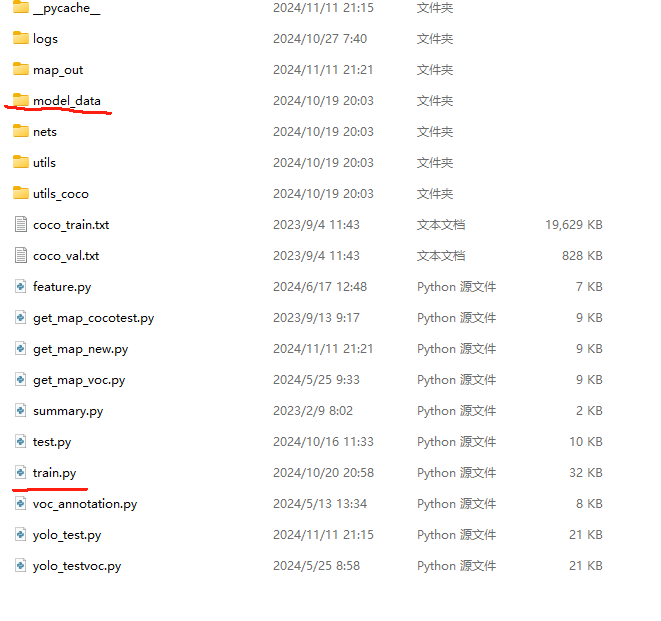 __pycache__ 2024/11/11 21:15 文件夹
logs 2024/10/27 7:40 文件夹
map_out 2024/11/11 21:21 文件夹
model_data 2024/10/19 20:03 文件夹
nets 2024/10/19 20:03 文件夹
utils 2024/10/19 20:03 文件夹
utils_coco 2024/10/19 20:03 文件夹
coco_train.txt 2023/9/4 11:43 文本文档 19,629 KB
coco_val.txt 2023/9/4 11:43 文本文档 828 KB
feature.py 2024/6/17 12:48 Python 源文件 7 KB
get_map_cocotest.py 2023/9/13 9:17 Python 源文件 9 KB
get_map_new.py 2024/11/11 21:21 Python 源文件 9 KB
get_map_voc.py 2024/5/25 9:33 Python 源文件 9 KB
summary.py 2023/2/9 8:02 Python 源文件 2 KB
test.py 2024/10/16 11:33 Python 源文件 10 KB
train.py 2024/10/20 20:58 Python 源文件 32 KB
voc_annotation.py 2024/5/13 13:34 Python 源文件 8 KB
yolo_test.py 2024/11/11 21:15 Python 源文件 21 KB
yolo_testvoc.py 2024/5/25 8:58 Python 源文件 21 KB